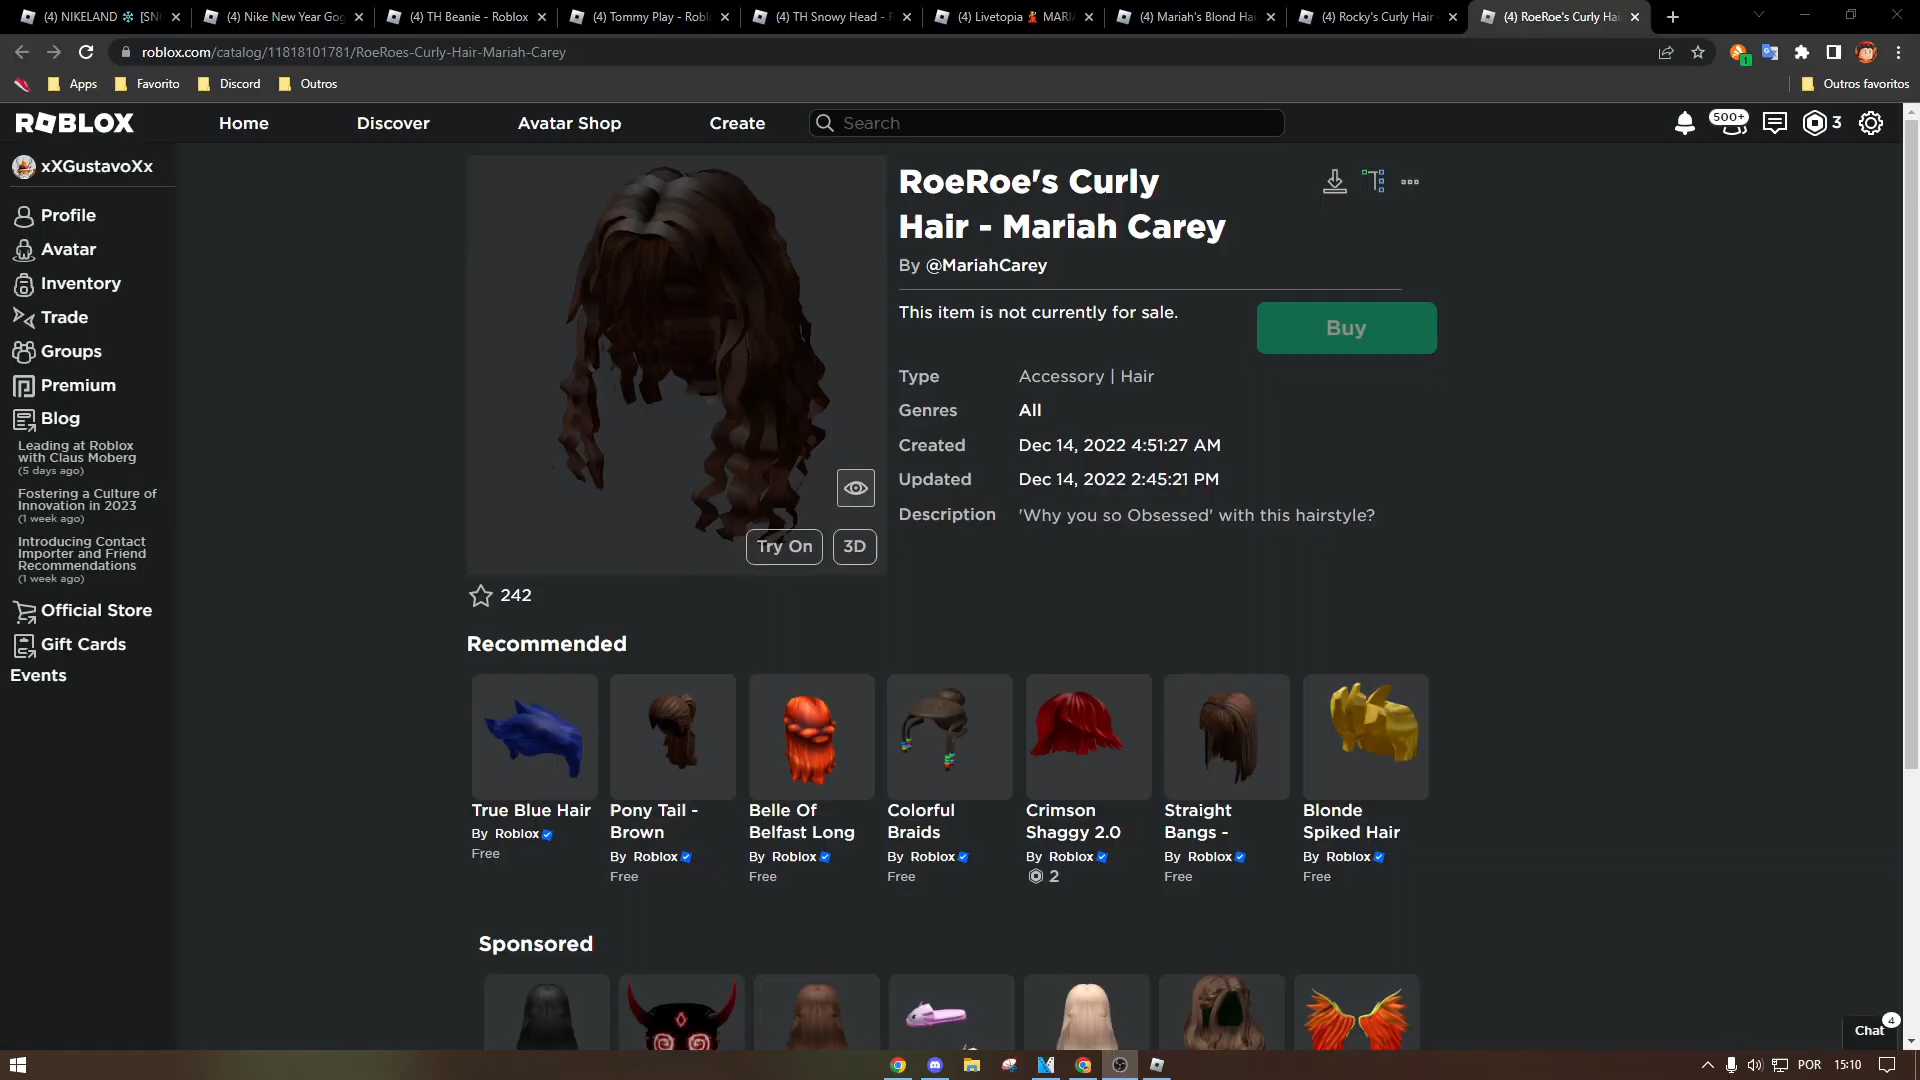 (4) NIKELAND ❄️ [SN
(4) Nike New Year Gog
(4) TH Beanie - Roblox
(4) Tommy Play - Robl
(4) TH Snowy Head - R
(4) Livetopia 💃 MARI
(4) Mariah's Blond Hai
(4) Rocky's Curly Hair -
(4) RoeRoe's Curly Hai
roblox.com/catalog/11818101781/RoeRoes-Curly-Hair-Mariah-Carey
1
Apps
Favorito
Discord
Outros
Outros favoritos
ROBLOX
Home
Discover
Avatar Shop
Create
Search
500+
3
xXGustavoXx
Profile
Avatar
Inventory
Trade
Groups
Premium
Blog
Leading at Roblox
with Claus Moberg
(5 days ago)
Fostering a Culture of
Innovation in 2023
(1 week ago)
Introducing Contact
Importer and Friend
Recommendations
(1 week ago)
Official Store
Gift Cards
Events
RoeRoe's Curly
Hair - Mariah Carey
By @MariahCarey
This item is not currently for sale.
Buy
Type Accessory | Hair
Genres All
Created Dec 14, 2022 4:51:27 AM
Updated Dec 14, 2022 2:45:21 PM
Description 'Why you so Obsessed' with this hairstyle?
Try On
3D
242
Recommended
True Blue Hair
By Roblox
Free
Pony Tail -
Brown
By Roblox
Free
Belle Of
Belfast Long
By Roblox
Free
Colorful
Braids
By Roblox
Free
Crimson
Shaggy 2.0
By Roblox
2
Straight
Bangs -
By Roblox
Free
Blonde
Spiked Hair
By Roblox
Free
Sponsored
Chat
4
POR
15:10